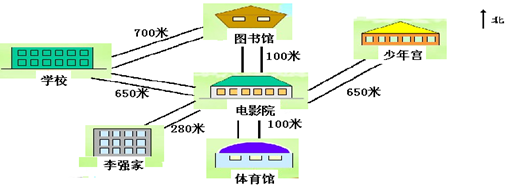 700米
图书馆
北
100米
少年宫
学校
650米
电影院
650米
280米
100米
李强家
体育馆